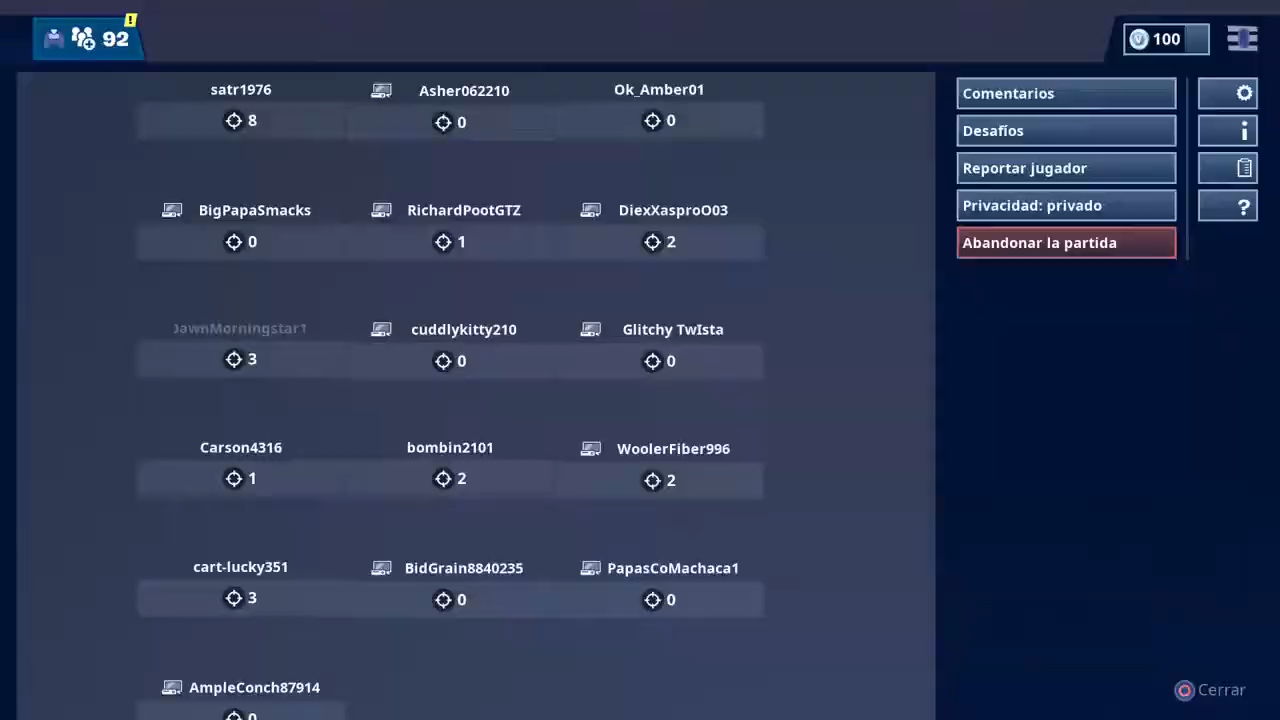 ! 92
100
satr1976 Asher062210 Ok_Amber01
8 0 0
BigPapaSmacks RichardPootGTZ DiexXasproO03
0 1 2
JawnMorningstar1 cuddlykitty210 Glitchy TwIsta
3 0 0
Carson4316 bombin2101 WoolerFiber996
1 2 2
cart-lucky351 BidGrain8840235 PapasCoMachaca1
3 0 0
AmpleConch87914
0
Comentarios
Desafíos
Reportar jugador
Privacidad: privado
Abandonar la partida
i
?
Cerrar